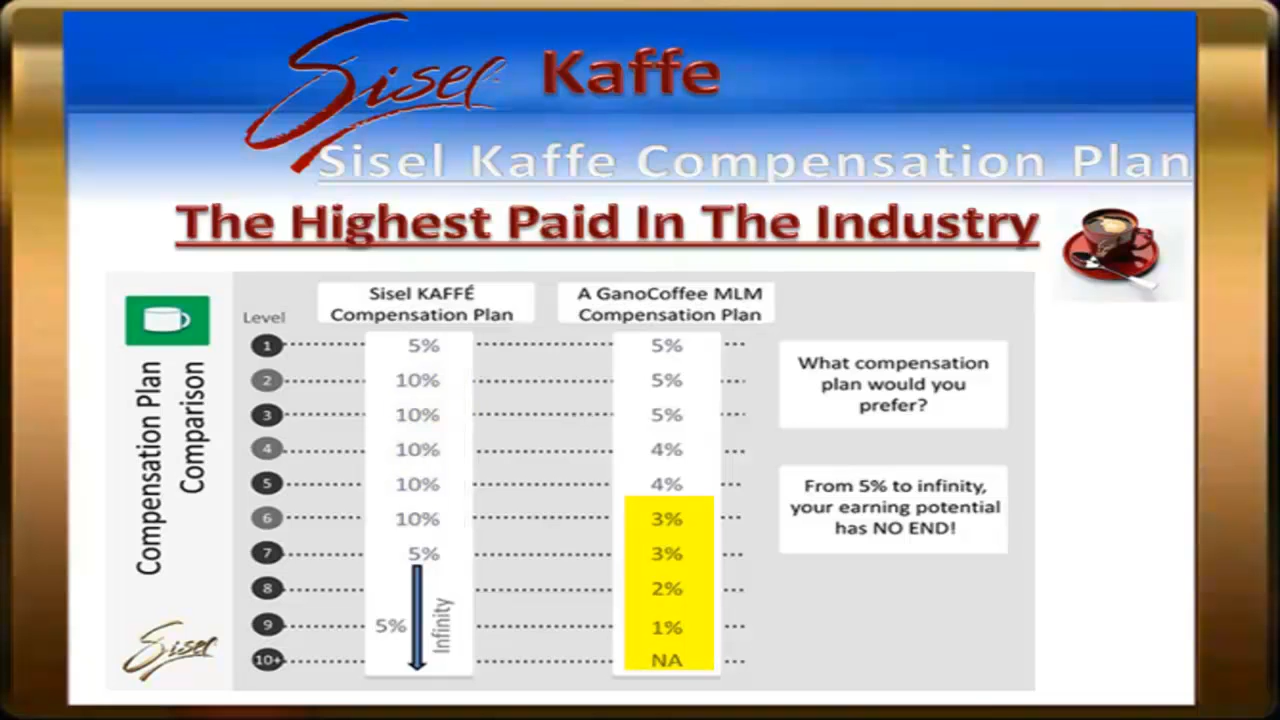 Sisel Kaffe
Sisel Kaffe Compensation Plan
The Highest Paid In The Industry
Compensation Plan
Comparison
Sisel
Level
Sisel KAFFÉ
Compensation Plan
A GanoCoffee MLM
Compensation Plan
1 5% 5%
2 10% 5%
3 10% 5%
4 10% 4%
5 10% 4%
6 10% 3%
7 5% 3%
8 2%
9 5% 1%
10+ NA
Infinity
What compensation
plan would you
prefer?
From 5% to infinity,
your earning potential
has NO END!